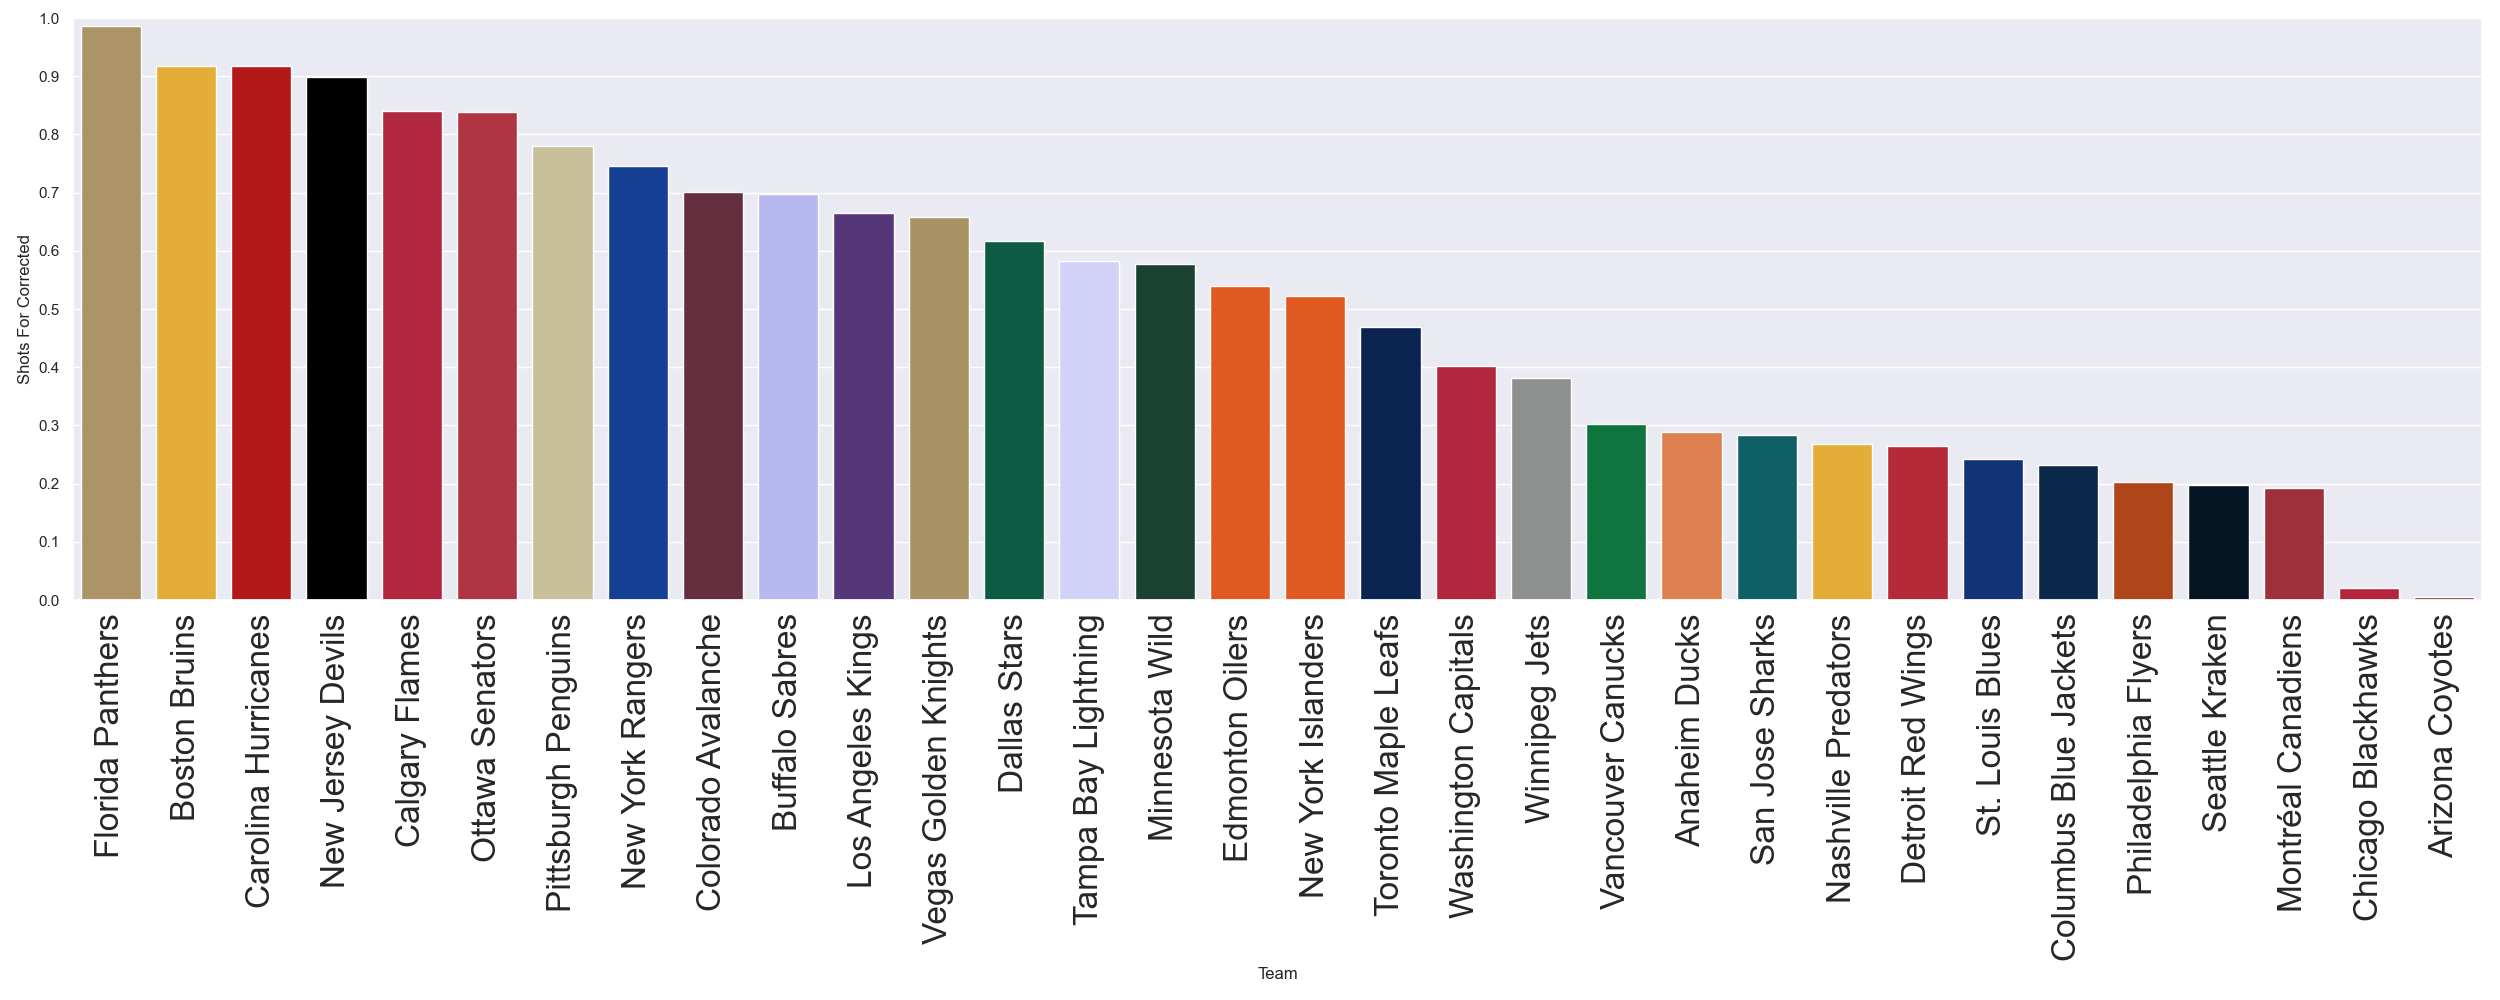 1.0
0.9
0.8
0.7
0.6
0.5
0.4
0.3
0.2
0.1
0.0
Shots For Corrected
Florida Panthers
Boston Bruins
Carolina Hurricanes
New Jersey Devils
Calgary Flames
Ottawa Senators
Pittsburgh Penguins
New York Rangers
Colorado Avalanche
Buffalo Sabres
Los Angeles Kings
Vegas Golden Knights
Dallas Stars
Tampa Bay Lightning
Minnesota Wild
Edmonton Oilers
New York Islanders
Toronto Maple Leafs
Washington Capitals
Winnipeg Jets
Vancouver Canucks
Anaheim Ducks
San Jose Sharks
Nashville Predators
Detroit Red Wings
St. Louis Blues
Columbus Blue Jackets
Philadelphia Flyers
Seattle Kraken
Montréal Canadiens
Chicago Blackhawks
Arizona Coyotes
Team